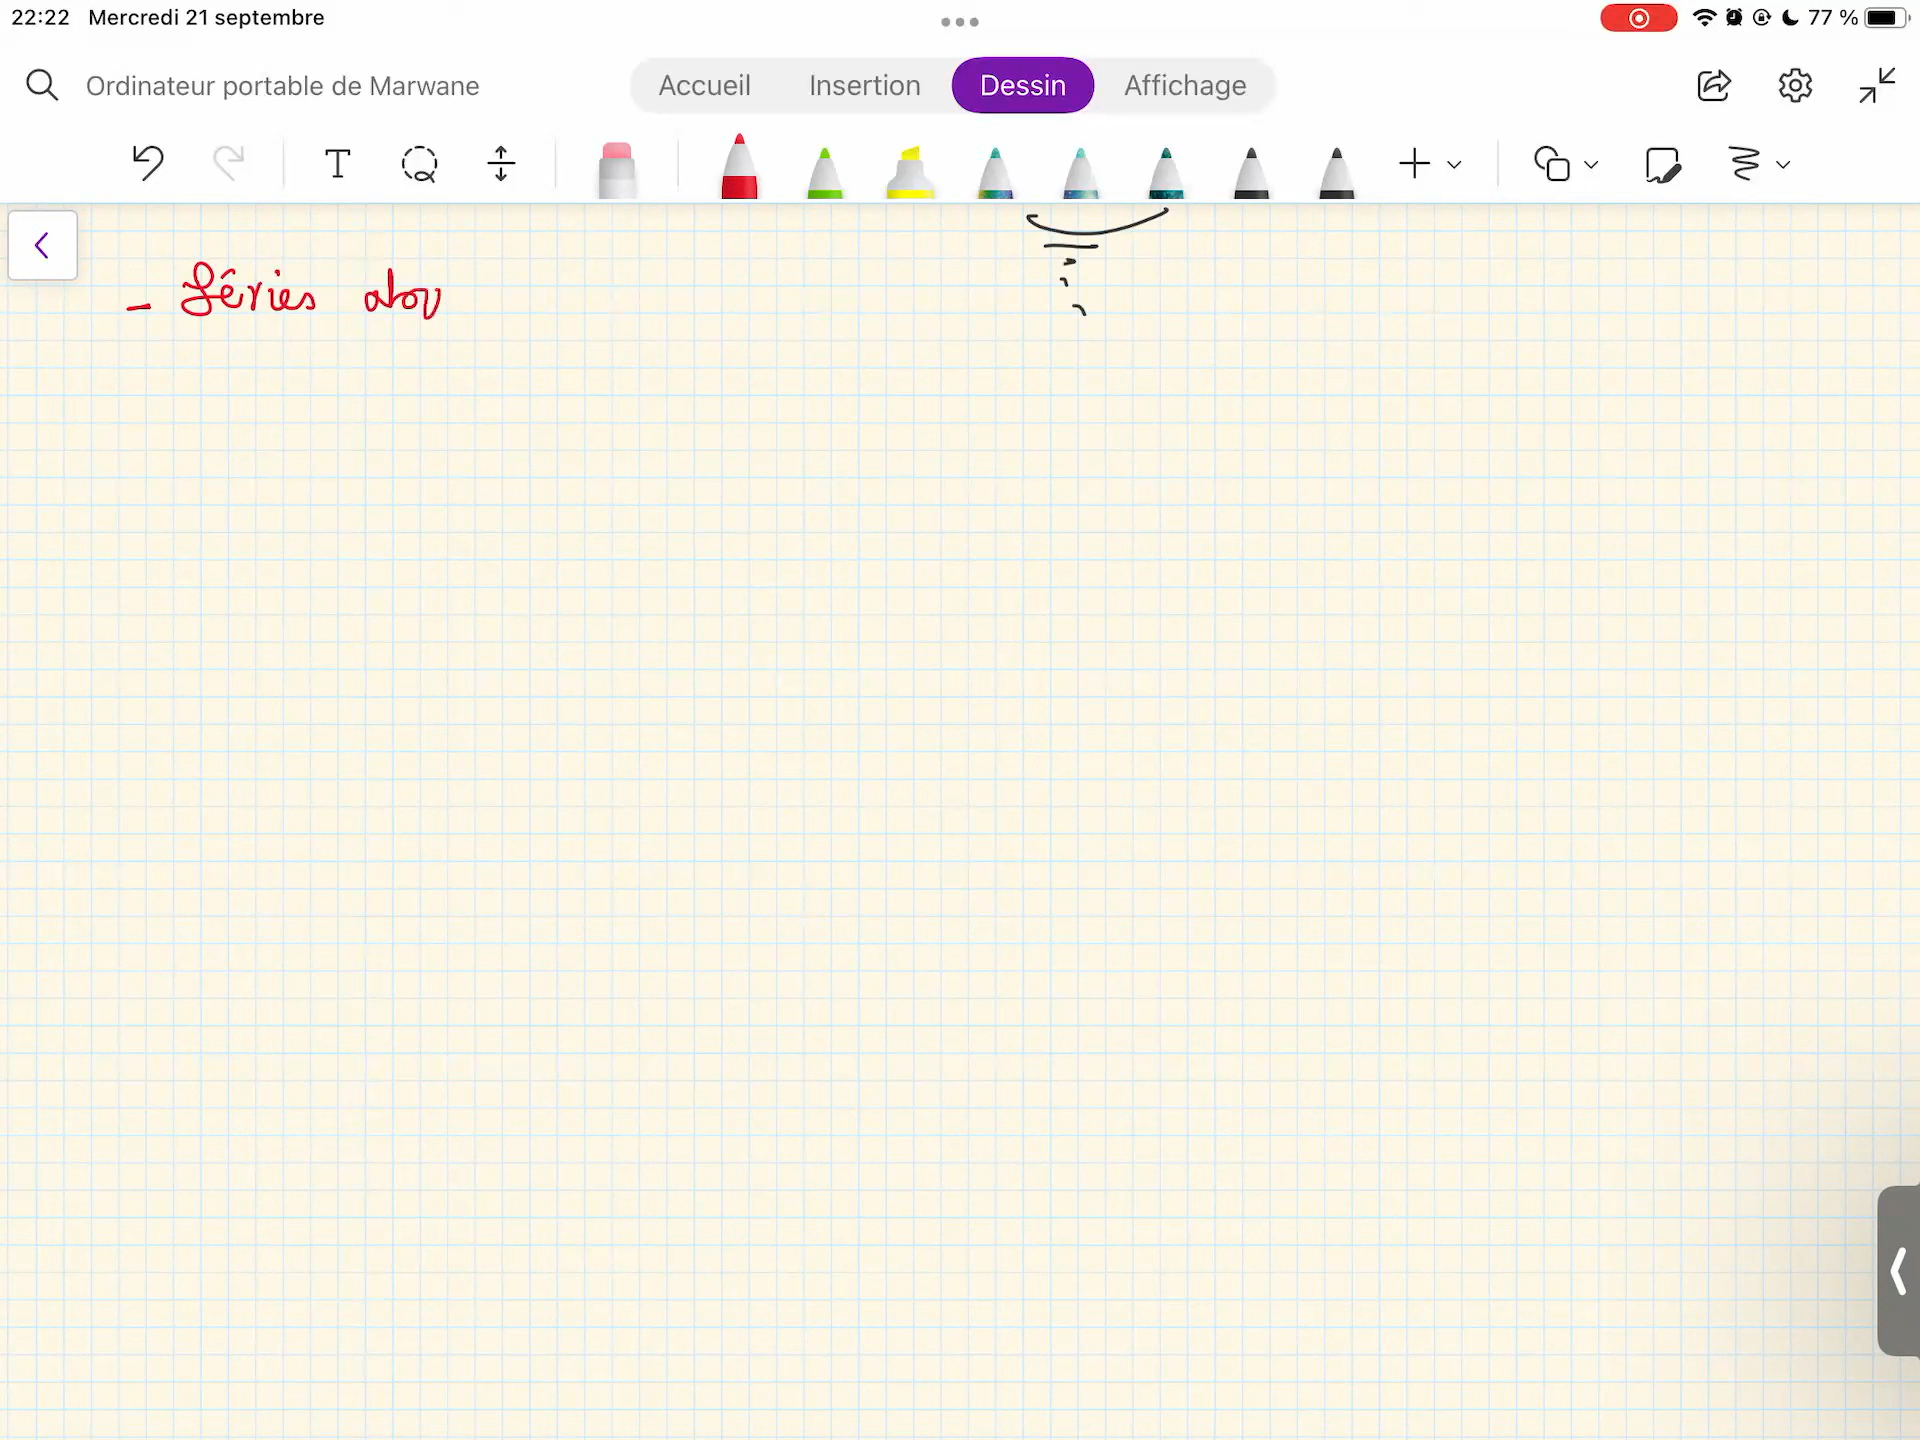 22:22 Mercredi 21 septembre
77 %
Ordinateur portable de Marwane
Accueil Insertion Dessin Affichage
T
- Séries